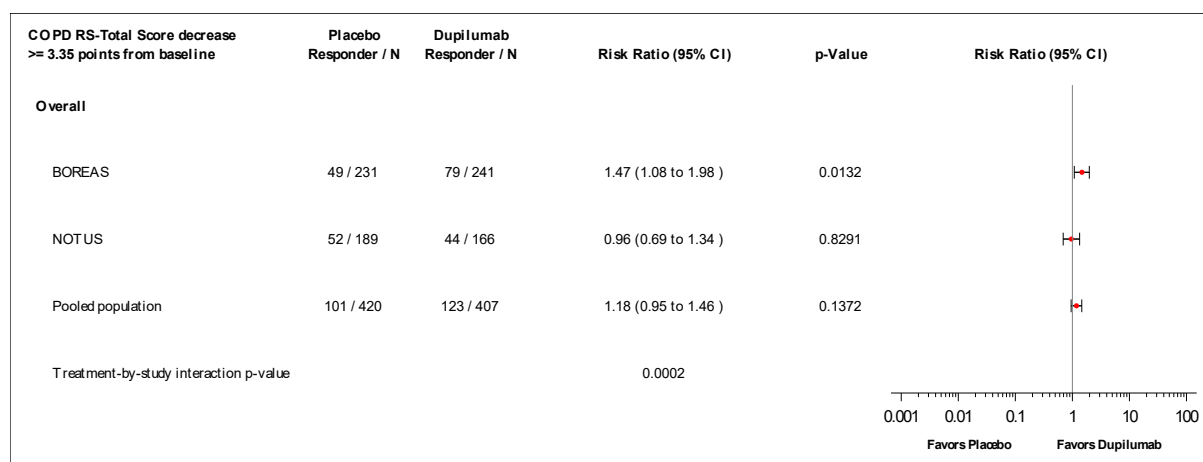 COPD RS-Total Score decrease Placebo Dupilumab
>= 3.35 points from baseline Responder / N Responder / N Risk Ratio (95% CI) p-Value Risk Ratio (95% CI)
Overall
BOREAS 49 / 231 79 / 241 1.47 (1.08 to 1.98 ) 0.0132
NOTUS 52 / 189 44 / 166 0.96 (0.69 to 1.34 ) 0.8291
Pooled population 101 / 420 123 / 407 1.18 (0.95 to 1.46 ) 0.1372
Treatment-by-study interaction p-value 0.0002
0.001 0.01 0.1 1 10 100
Favors Placebo Favors Dupilumab